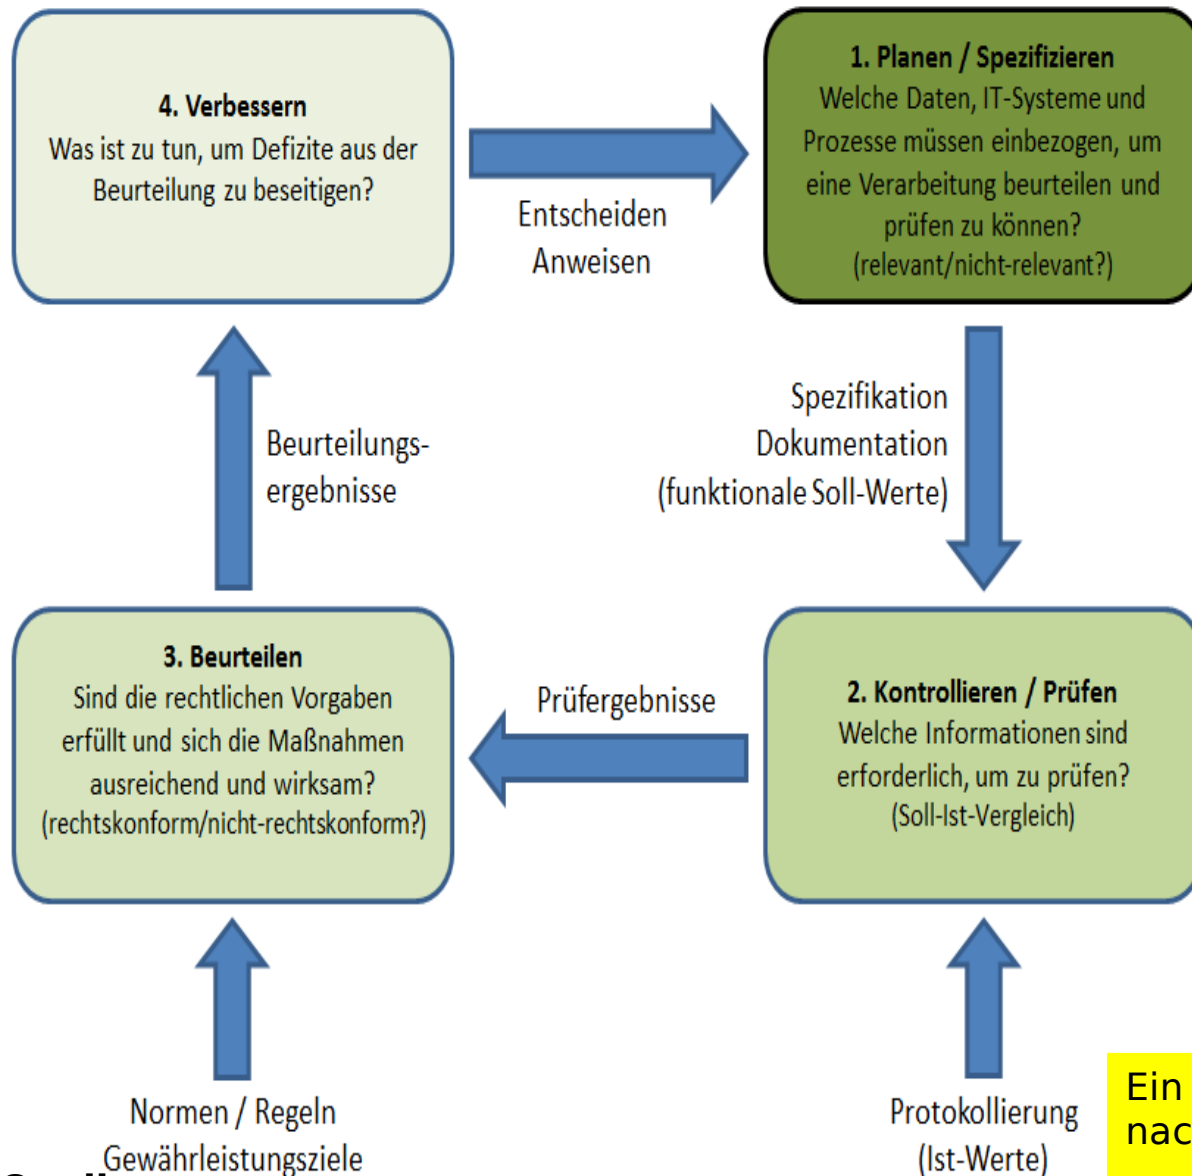 4. Verbessern
Was ist zu tun, um Defizite aus der
Beurteilung zu beseitigen?
Entscheiden
Anweisen
1. Planen / Spezifizieren
Welche Daten, IT-Systeme und
Prozesse müssen einbezogen, um
eine Verarbeitung beurteilen und
prüfen zu können?
(relevant/nicht-relevant?)
Beurteilungs-
ergebnisse
Spezifikation
Dokumentation
(funktionale Soll-Werte)
3. Beurteilen
Sind die rechtlichen Vorgaben
erfüllt und sich die Maßnahmen
ausreichend und wirksam?
(rechtskonform/nicht-rechtskonform?)
Prüfergebnisse
2. Kontrollieren / Prüfen
Welche Informationen sind
erforderlich, um zu prüfen?
(Soll-Ist-Vergleich)
Normen / Regeln
Gewährleistungsziele
Protokollierung
(Ist-Werte)
Ein
nac